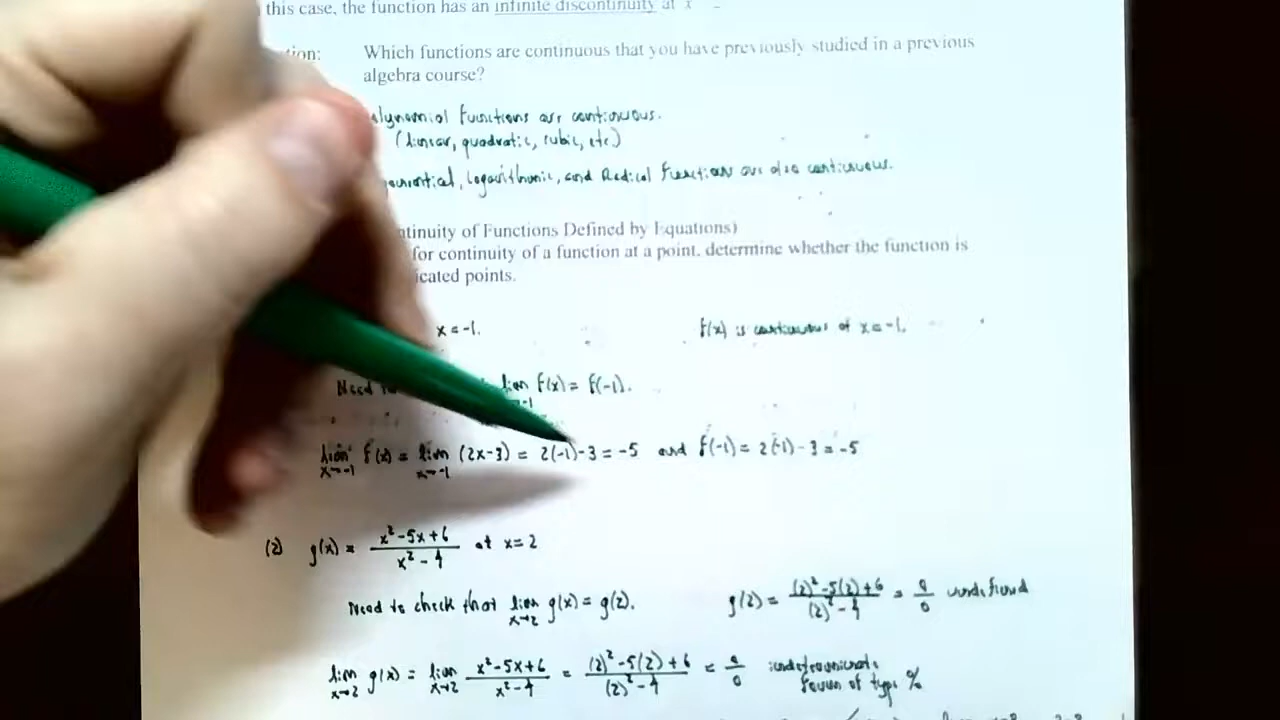 this case, the function has an infinite discontinuity at x
tion: Which functions are continuous that you have previously studied in a previous
algebra course?
olynomial functions are continuous.
(linear, quadratic, cubic, etc)
ponential, Logarithmic, and Radical Functions are also continuous.
ntinuity of Functions Defined by Equations)
for continuity of a function at a point, determine whether the function is
icated points.
x = -1. f(x) is continuous at x = -1.
Need lim f(x) = f(-1).
lim x→-1 f(x) = lim x→-1 (2x-3) = 2(-1)-3 = -5 and f(-1) = 2(-1)-3 = -5
(2) g(x) = (x²-5x+6)/(x²-4) at x=2
Need to check that lim x→2 g(x) = g(2). g(2) = ((2)²-5(2)+6)/((2)²-4) = 0/0 undefined
lim x→2 g(x) = lim x→2 (x²-5x+6)/(x²-4) = ((2)²-5(2)+6)/((2)²-4) = 0/0 indeterminate
form of type 0/0